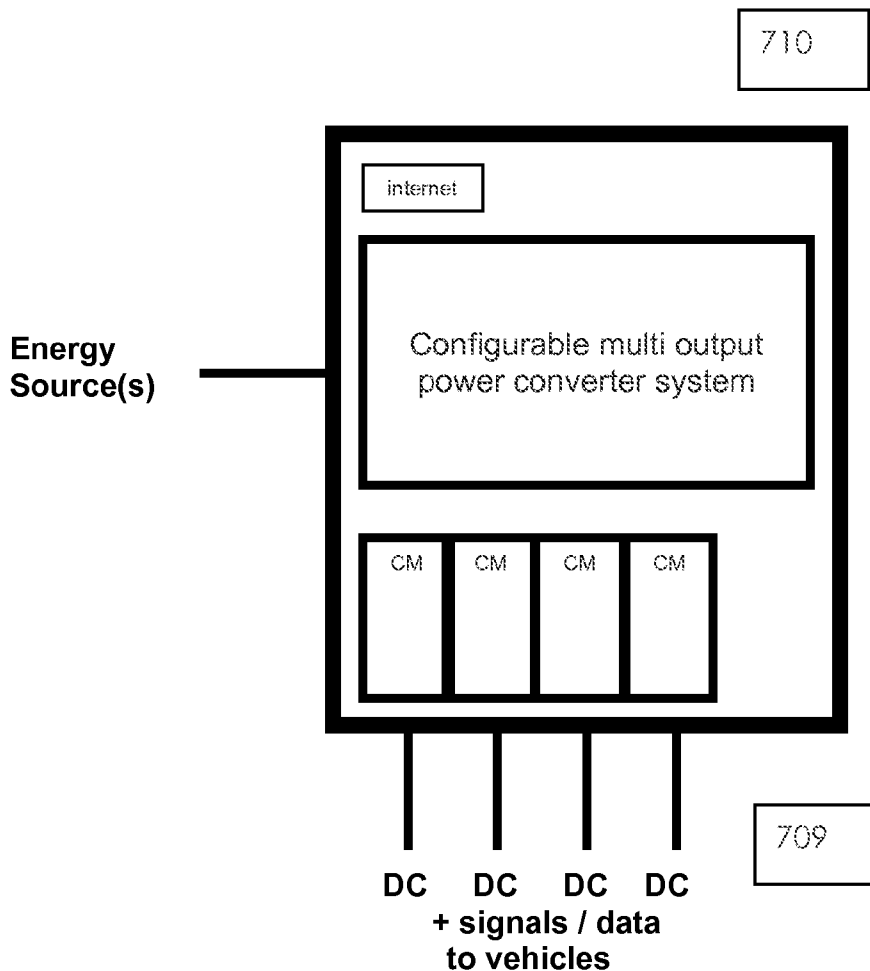 710
internet
Configurable multi output
power converter system
Energy
Source(s)
CM CM CM CM
709
DC DC DC DC
+ signals / data
to vehicles